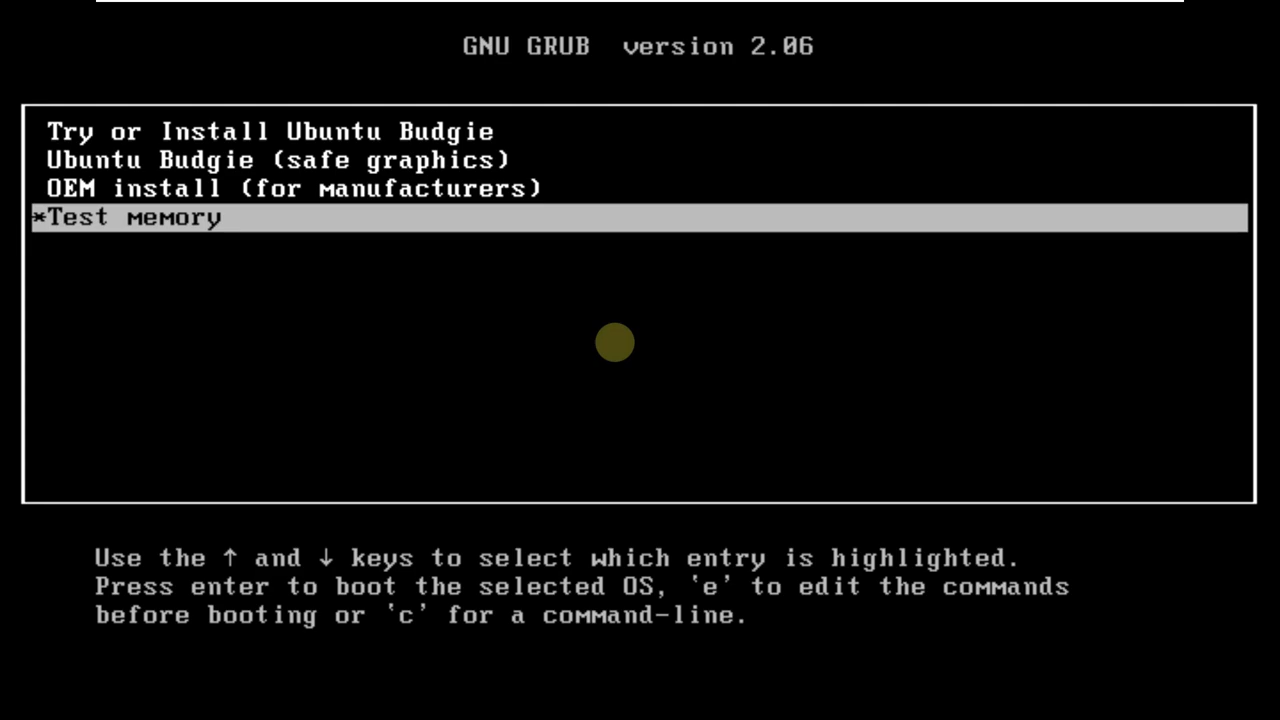 GNU GRUB  version 2.06
Try or Install Ubuntu Budgie
Ubuntu Budgie (safe graphics)
OEM install (for manufacturers)
*Test memory
Use the ↑ and ↓ keys to select which entry is highlighted.
Press enter to boot the selected OS, `e' to edit the commands
before booting or `c' for a command-line.